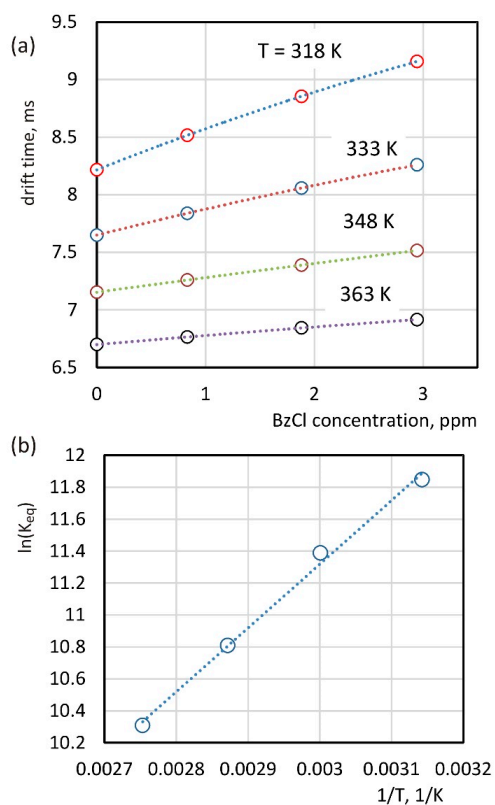 (a)
9.5
9
8.5
8
7.5
7
6.5
drift time, ms
T = 318 K
333 K
348 K
363 K
0 1 2 3
BzCl concentration, ppm
(b)
12
11.8
11.6
11.4
11.2
11
10.8
10.6
10.4
10.2
ln(Keq)
0.0027 0.0028 0.0029 0.003 0.0031 0.0032
1/T, 1/K